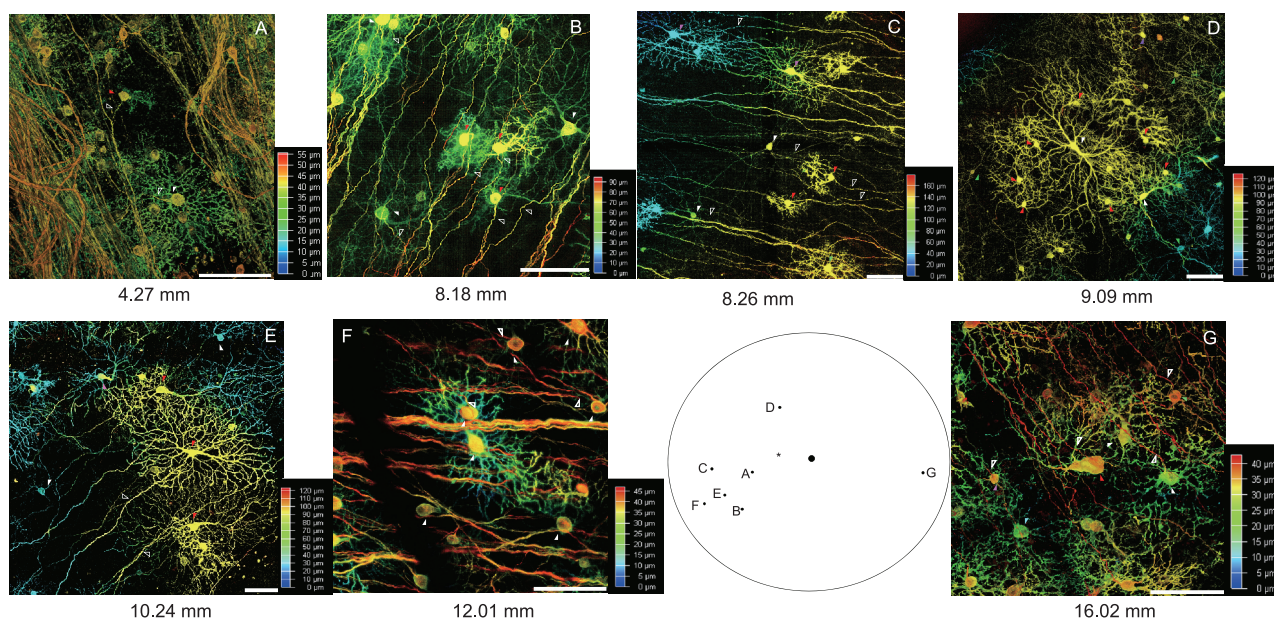 A
55 µm
50 µm
45 µm
40 µm
35 µm
30 µm
25 µm
20 µm
15 µm
10 µm
5 µm
0 µm
4.27 mm
B
90 µm
80 µm
70 µm
60 µm
50 µm
40 µm
30 µm
20 µm
10 µm
0 µm
8.18 mm
C
160 µm
140 µm
120 µm
100 µm
80 µm
60 µm
40 µm
20 µm
0 µm
8.26 mm
D
120 µm
110 µm
100 µm
90 µm
80 µm
70 µm
60 µm
50 µm
40 µm
30 µm
20 µm
10 µm
0 µm
9.09 mm
E
120 µm
110 µm
100 µm
90 µm
80 µm
70 µm
60 µm
50 µm
40 µm
30 µm
20 µm
10 µm
0 µm
10.24 mm
F
45 µm
40 µm
35 µm
30 µm
25 µm
20 µm
15 µm
10 µm
5 µm
0 µm
12.01 mm
D
*
C
A
G
E
F
B
G
40 µm
35 µm
30 µm
25 µm
20 µm
15 µm
10 µm
5 µm
0 µm
16.02 mm